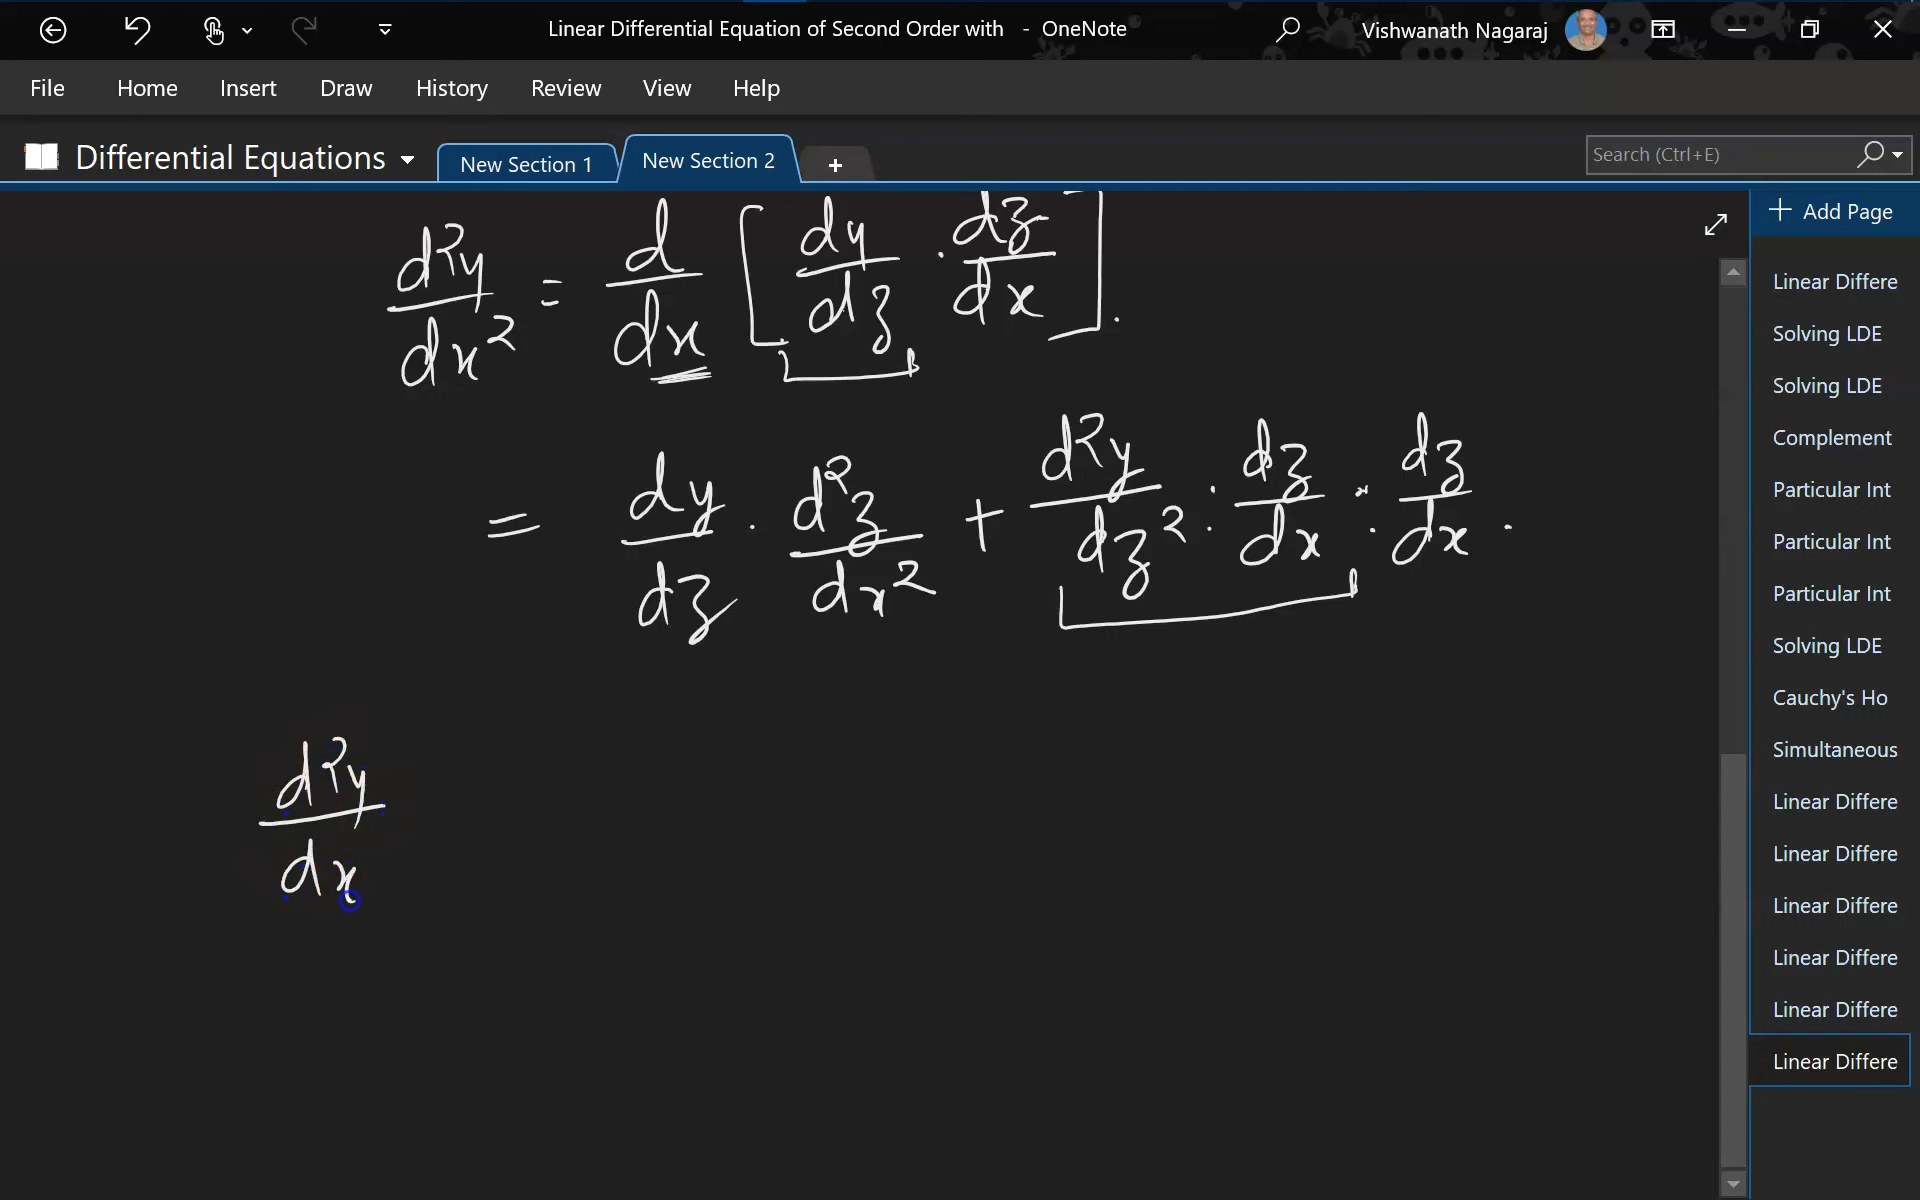 Linear Differential Equation of Second Order with - OneNote
Vishwanath Nagaraj
File Home Insert Draw History Review View Help
Differential Equations New Section 1 New Section 2 +
Search (Ctrl+E)
+ Add Page
Linear Differe
Solving LDE
Solving LDE
Complement
Particular Int
Particular Int
Particular Int
Solving LDE
Cauchy's Ho
Simultaneous
Linear Differe
Linear Differe
Linear Differe
Linear Differe
Linear Differe
Linear Differe
d²y/dx² = d/dx [dy/dz · dz/dx].
= dy/dz · d²z/dx² + d²y/dz² · dz/dx · dz/dx.
d²y/dx